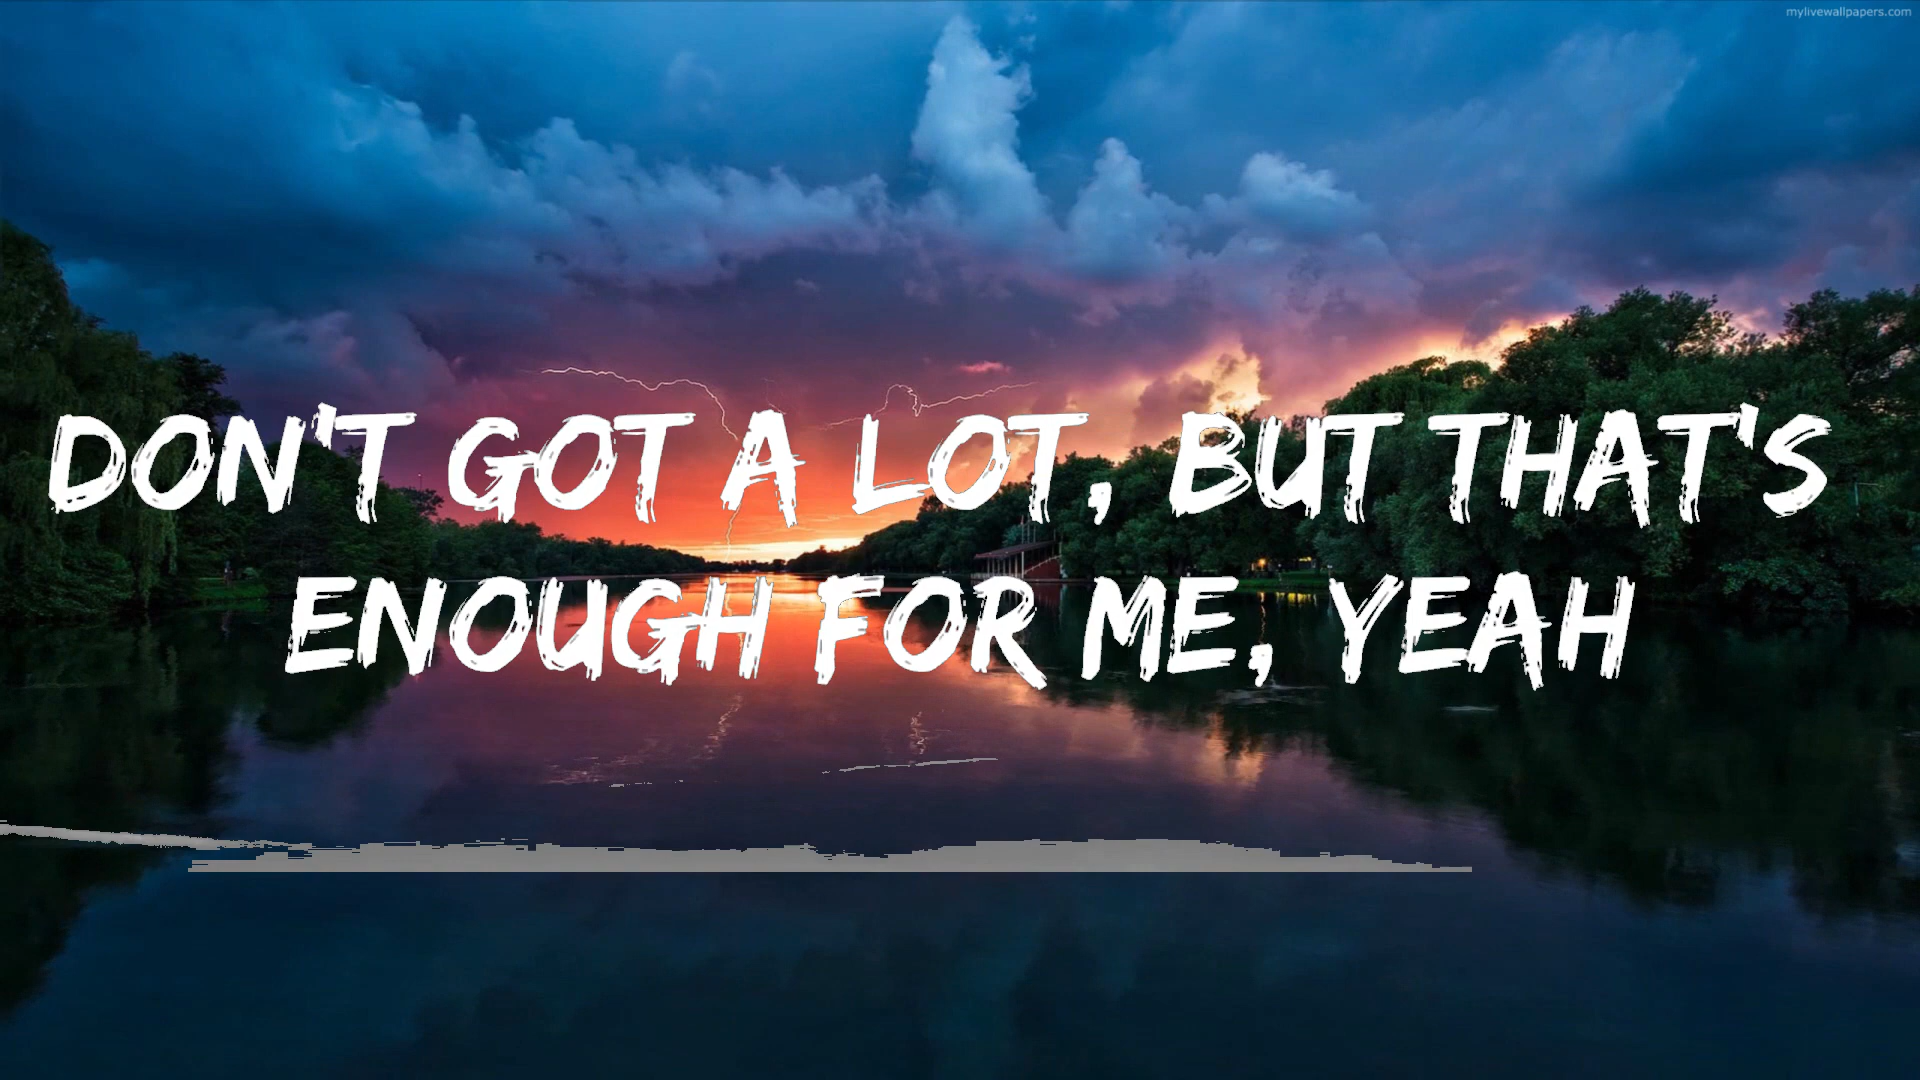 mylivewallpapers.com
DON'T GOT A LOT, BUT THAT'S
ENOUGH FOR ME, YEAH